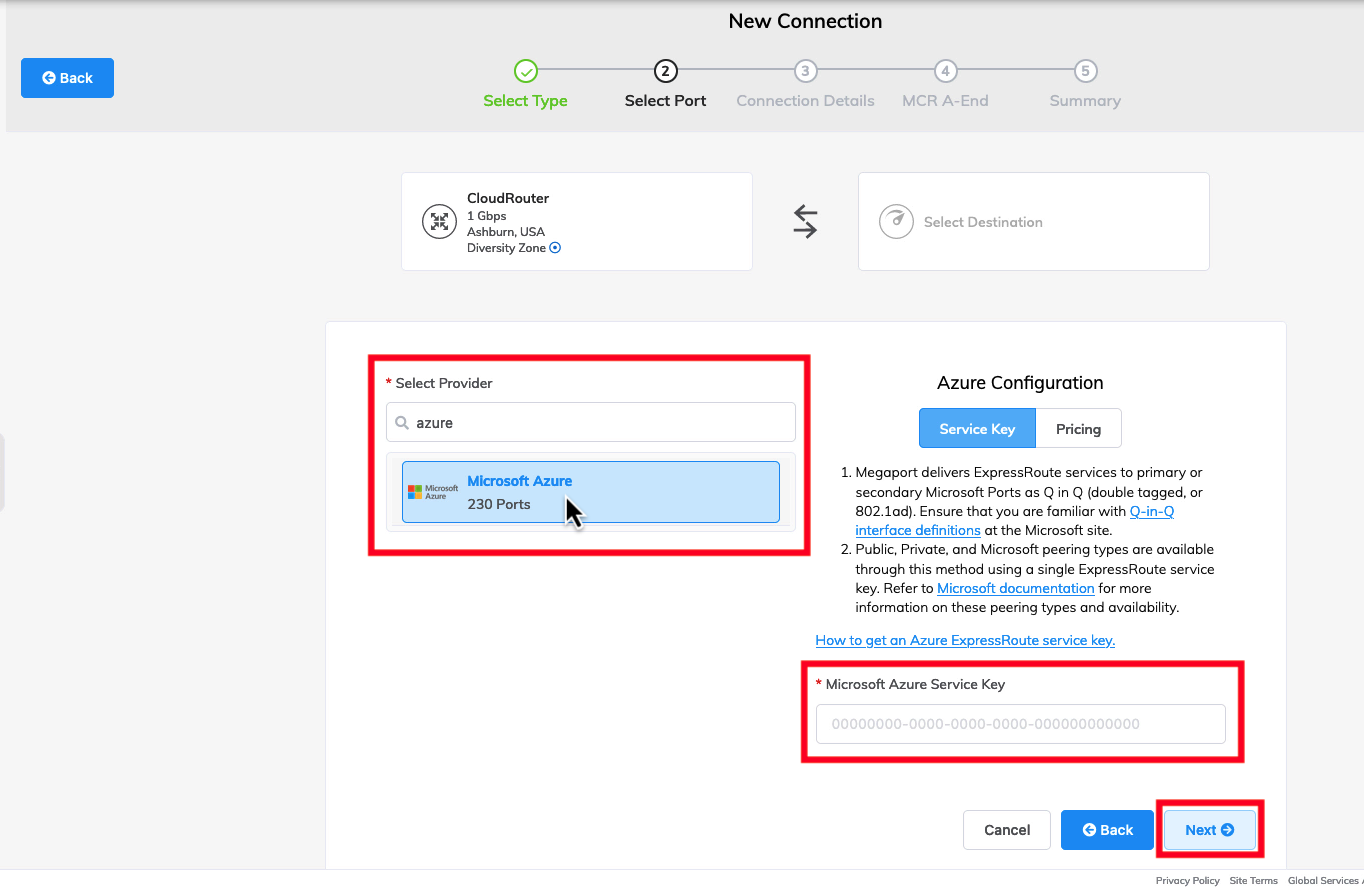 New Connection
Back
2
3
4
5
Select Type
Select Port
Connection Details
MCR A-End
Summary
CloudRouter
1 Gbps
Ashburn, USA
Diversity Zone
Select Destination
* Select Provider
azure
Microsoft
Azure
Microsoft Azure
230 Ports
Azure Configuration
Service Key
Pricing
1. Megaport delivers ExpressRoute services to primary or
secondary Microsoft Ports as Q in Q (double tagged, or
802.1ad). Ensure that you are familiar with Q-in-Q
interface definitions at the Microsoft site.
2. Public, Private, and Microsoft peering types are available
through this method using a single ExpressRoute service
key. Refer to Microsoft documentation for more
information on these peering types and availability.
How to get an Azure ExpressRoute service key.
* Microsoft Azure Service Key
00000000-0000-0000-0000-000000000000
Cancel
Back
Next
Privacy Policy
Site Terms
Global Services